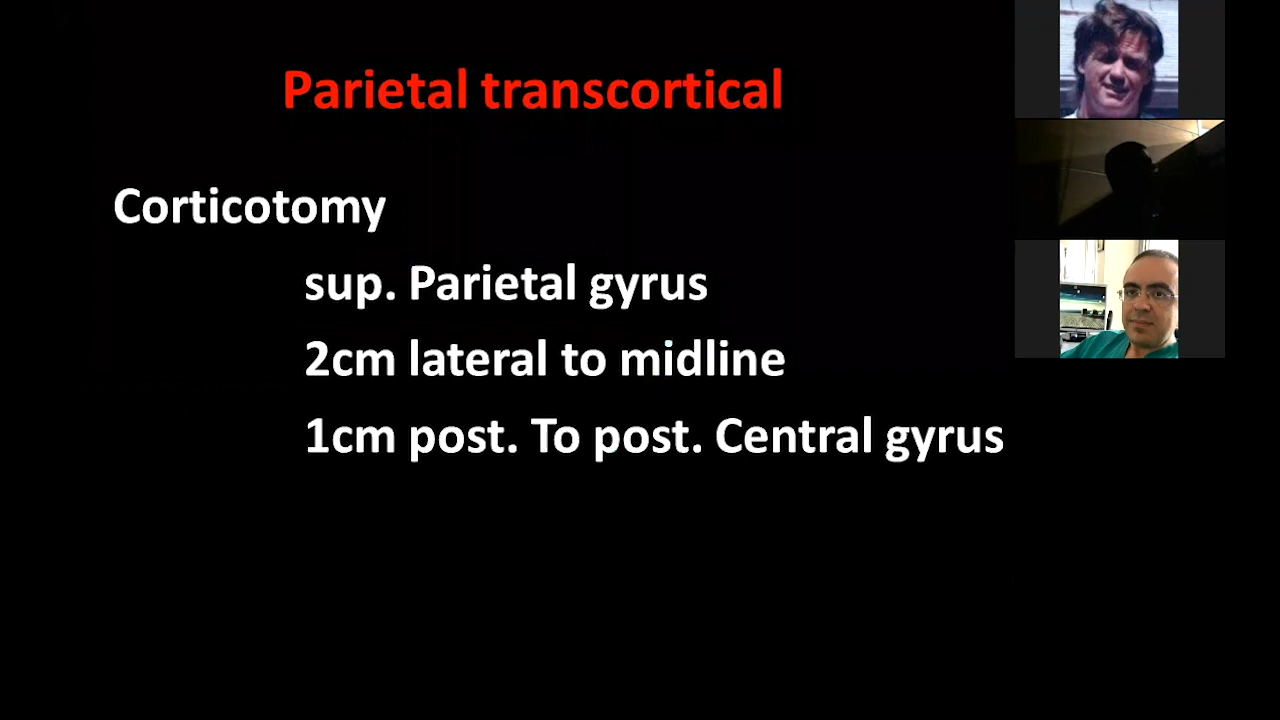 Parietal transcortical
Corticotomy
sup. Parietal gyrus
2cm lateral to midline
1cm post. To post. Central gyrus